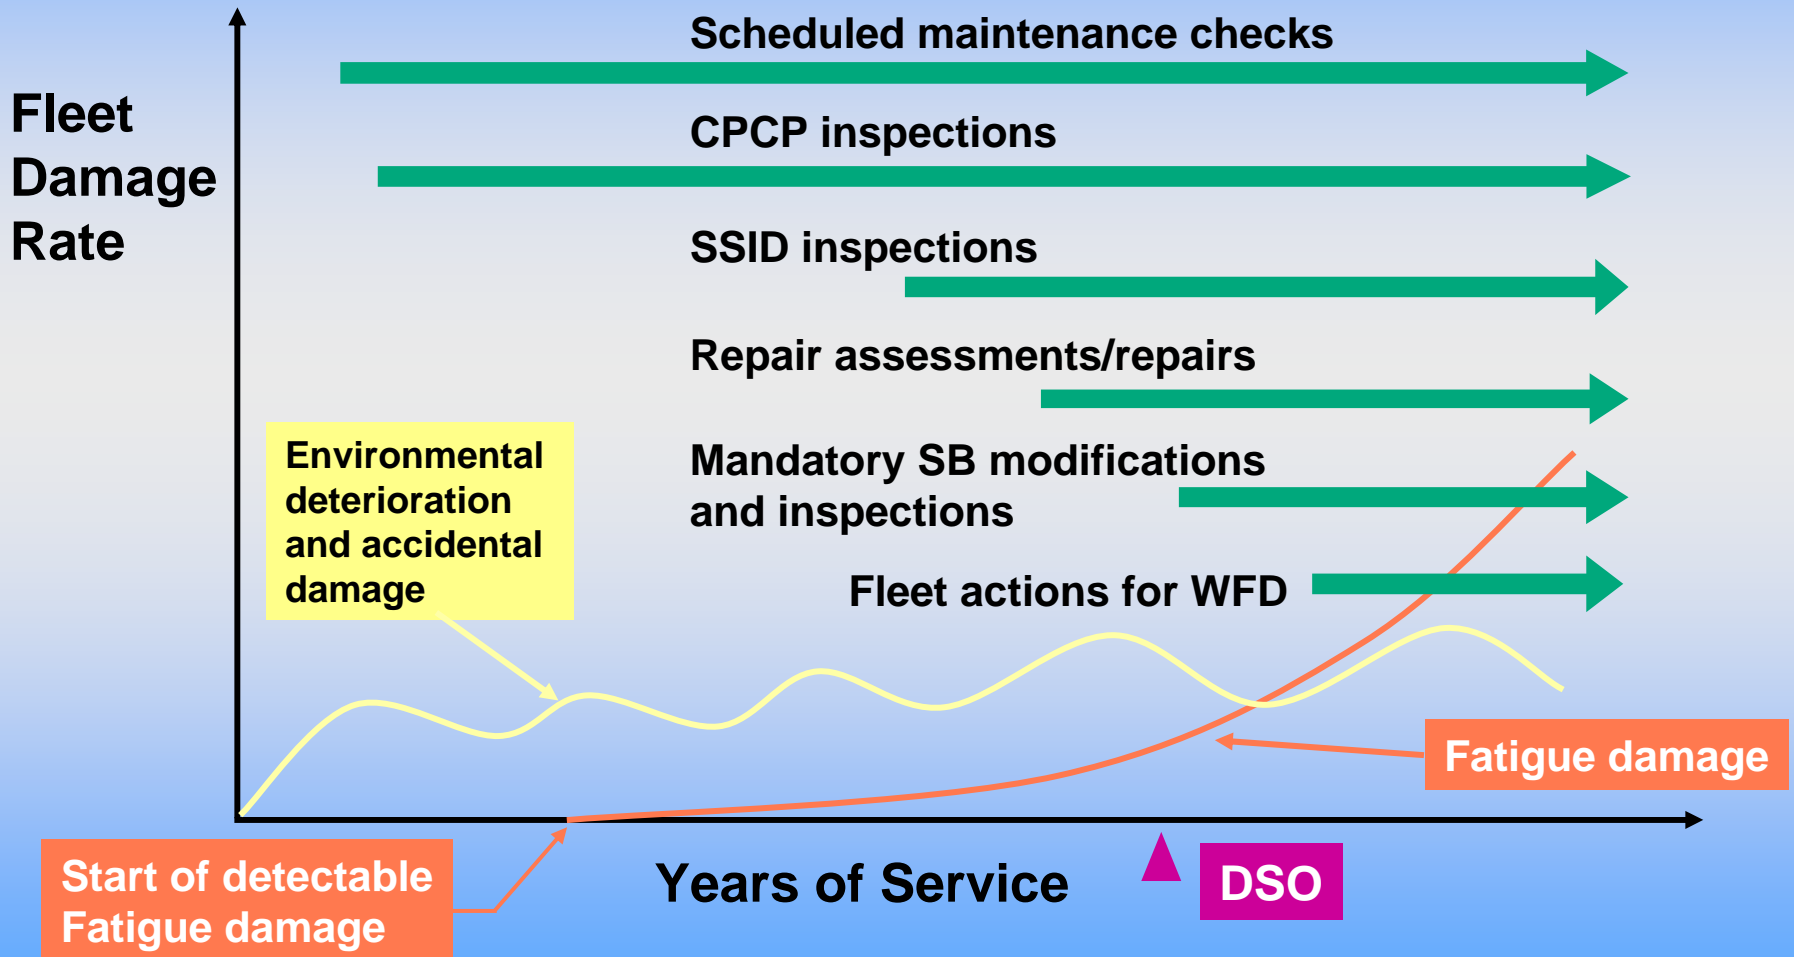 Scheduled maintenance checks
Fleet
Damage
Rate
CPCP inspections
SSID inspections
Repair assessments/repairs
Environmental
deterioration
and accidental
damage
Mandatory SB modifications
and inspections
Fleet actions for WFD
Fatigue damage
Start of detectable
Fatigue damage
Years of Service
DSO